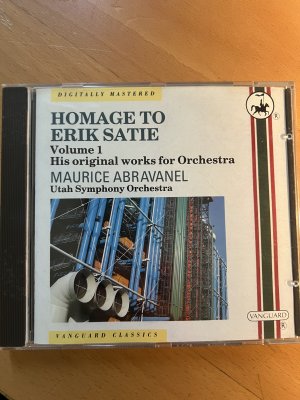 DIGITALLY MASTERED
HOMAGE TO
ERIK SATIE
Volume 1
His original works for Orchestra
MAURICE ABRAVANEL
Utah Symphony Orchestra
®
VANGUARD
®
VANGUARD CLASSICS